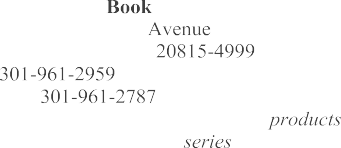 Book
Avenue
20815-4999
301-961-2959
301-961-2787
products
series